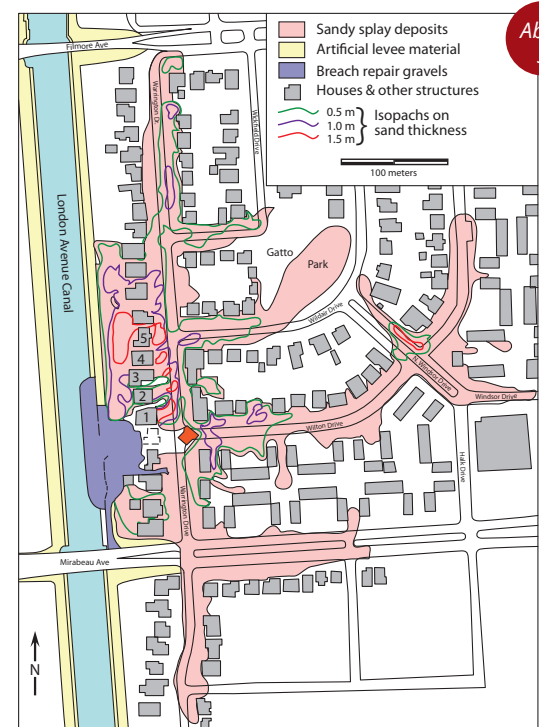 Filmore Ave
Sandy splay deposits
Artificial levee material
Breach repair gravels
Houses & other structures
0.5 m
1.0 m
1.5 m
Isopachs on
sand thickness
100 meters
Warrington Dr.
Wickfield Drive
London Avenue Canal
Gatto
Park
Wildair Drive
5
4
3
2
1
N. Windsor Drive
Windsor Drive
Wilton Drive
Halk Drive
Warrington Drive
Mirabeau Ave
N